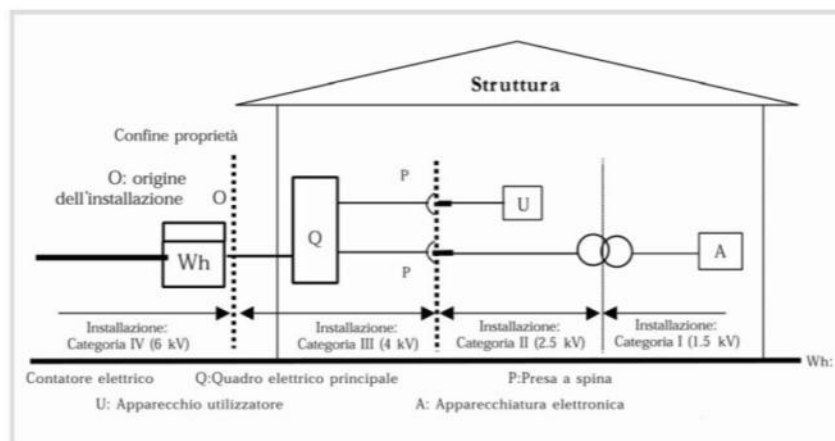 Struttura
Confine proprietà
O: origine
dell'installazione
O
P
U
Wh
Q
P
A
Installazione:
Categoria IV (6 kV)
Installazione:
Categoria III (4 kV)
Installazione:
Categoria II (2.5 kV)
Installazione:
Categoria I (1.5 kV)
Wh:
Contatore elettrico Q:Quadro elettrico principale P:Presa a spina
U: Apparecchio utilizzatore A: Apparecchiatura elettronica